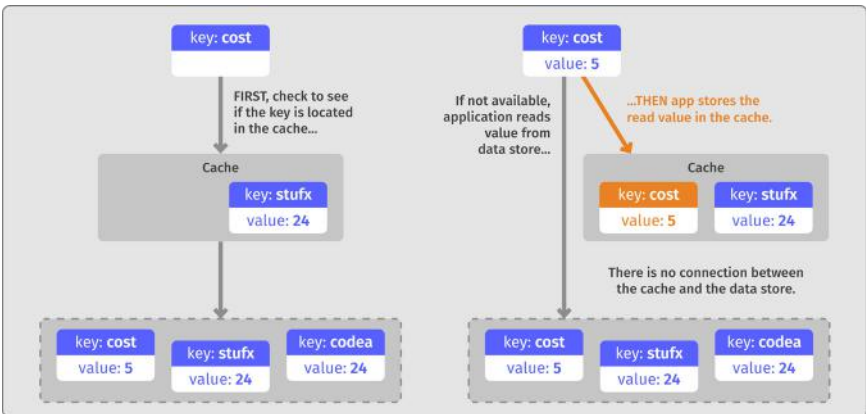 key: cost
FIRST, check to see
if the key is located
in the cache...
Cache
key: stufx
value: 24
key: cost
value: 5
key: stufx
value: 24
key: codea
value: 24
key: cost
value: 5
If not available,
application reads
value from
data store...
...THEN app stores the
read value in the cache.
Cache
key: cost
value: 5
key: stufx
value: 24
There is no connection between
the cache and the data store.
key: cost
value: 5
key: stufx
value: 24
key: codea
value: 24